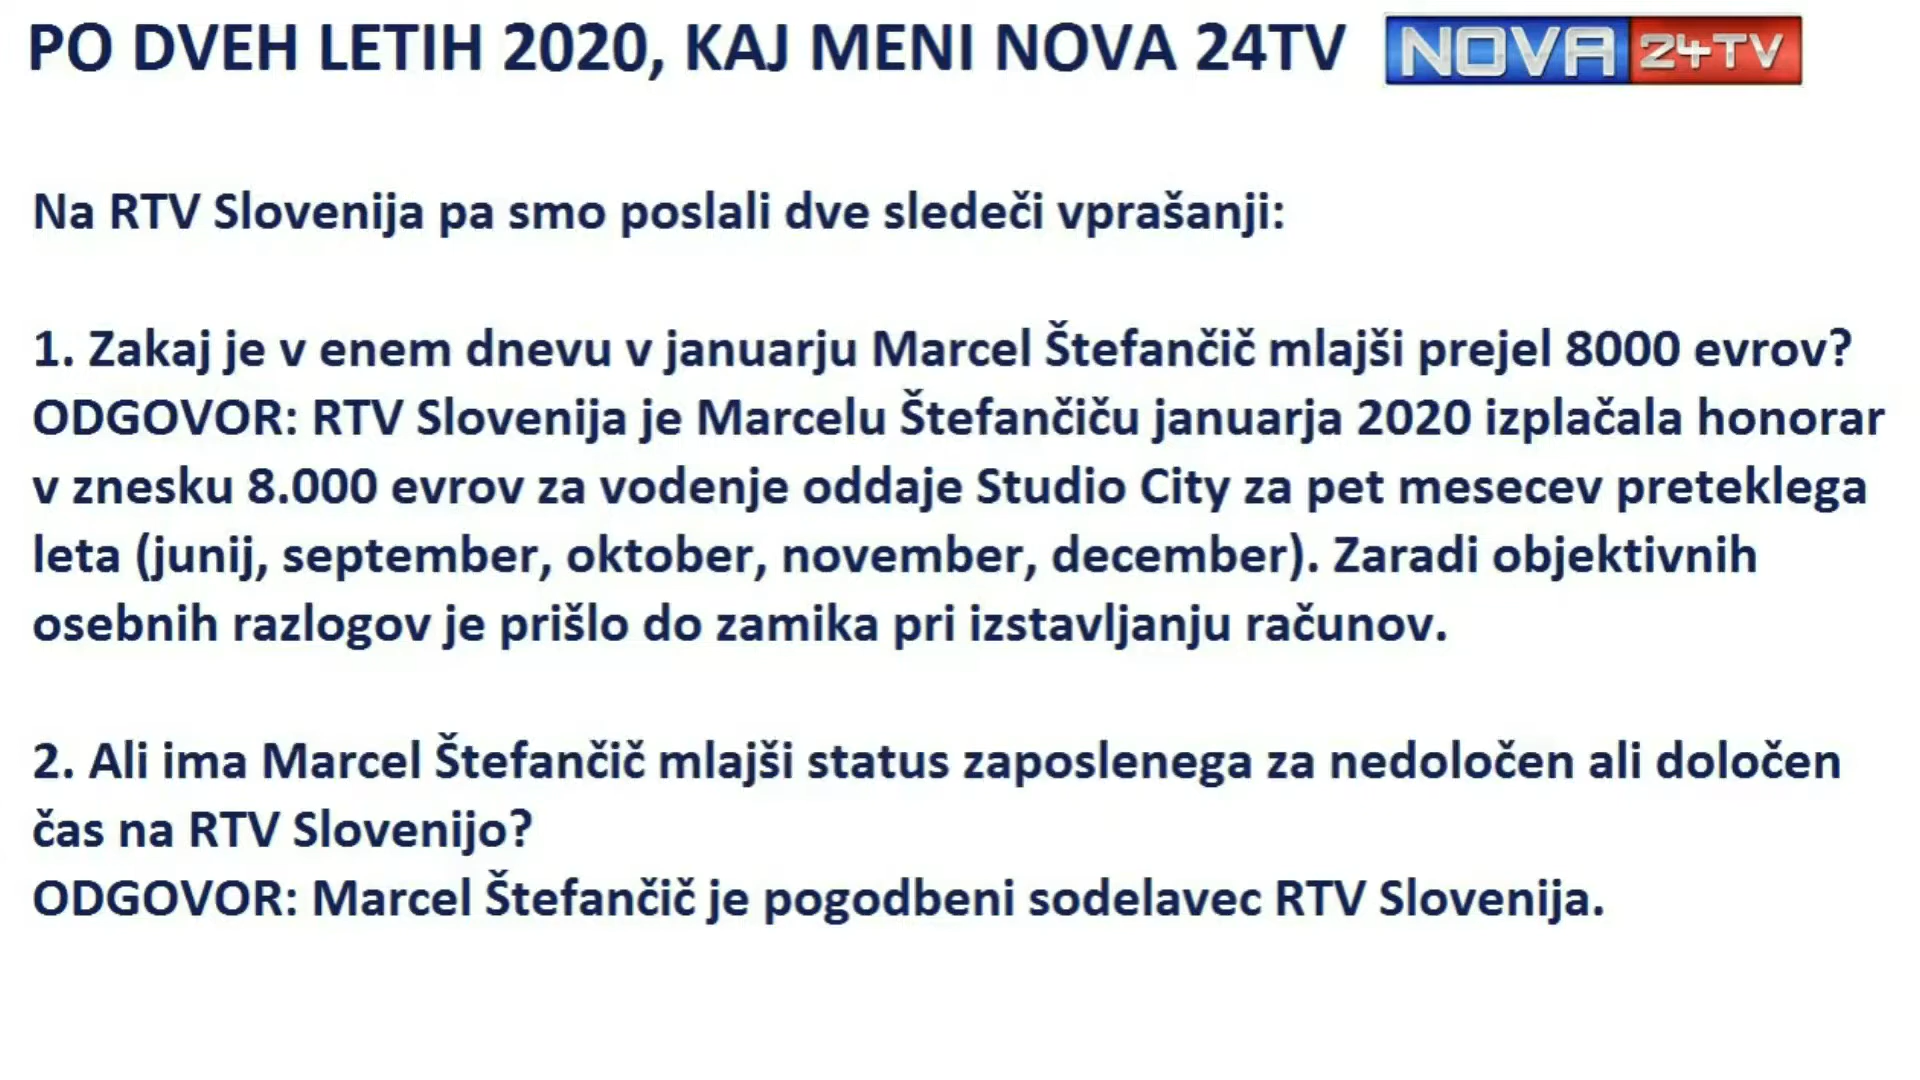 PO DVEH LETIH 2020, KAJ MENI NOVA 24TV NOVA 24TV
Na RTV Slovenija pa smo poslali dve sledeči vprašanji:
1. Zakaj je v enem dnevu v januarju Marcel Štefančič mlajši prejel 8000 evrov?
ODGOVOR: RTV Slovenija je Marcelu Štefančiču januarja 2020 izplačala honorar
v znesku 8.000 evrov za vodenje oddaje Studio City za pet mesecev preteklega
leta (junij, september, oktober, november, december). Zaradi objektivnih
osebnih razlogov je prišlo do zamika pri izstavljanju računov.
2. Ali ima Marcel Štefančič mlajši status zaposlenega za nedoločen ali določen
čas na RTV Slovenijo?
ODGOVOR: Marcel Štefančič je pogodbeni sodelavec RTV Slovenija.